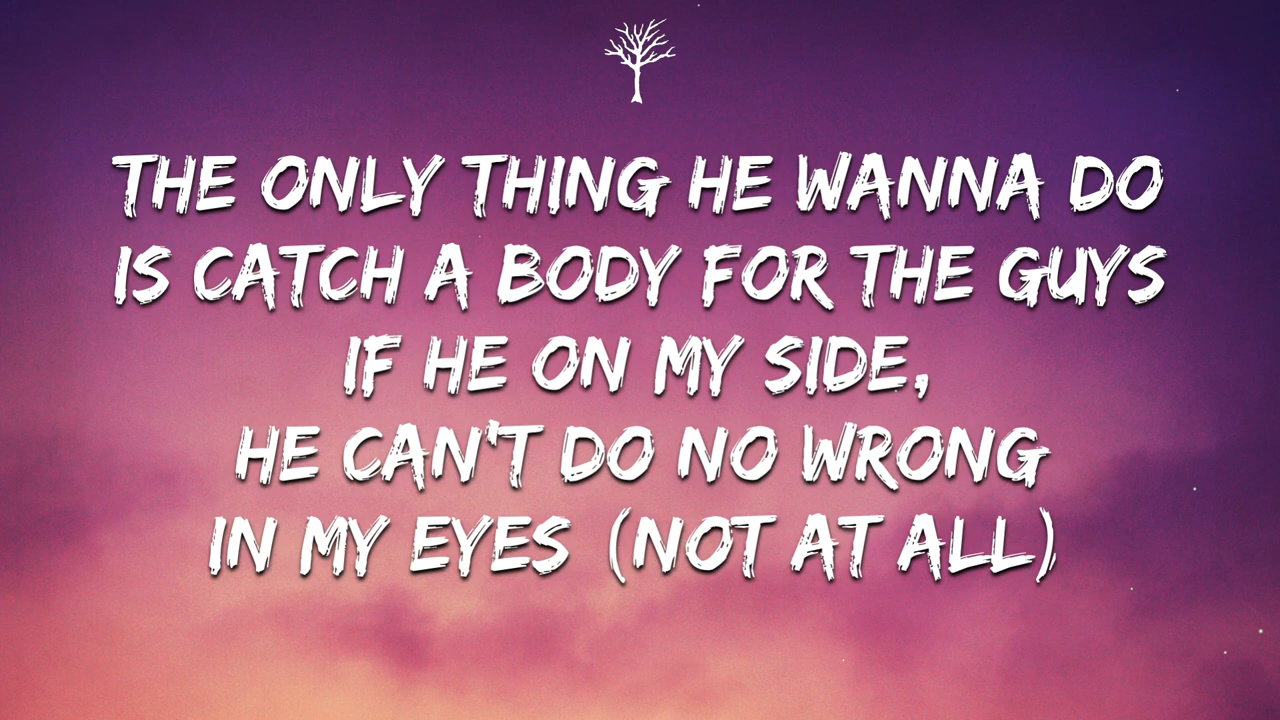 THE ONLY THING HE WANNA DO
IS CATCH A BODY FOR THE GUYS
IF HE ON MY SIDE,
HE CAN'T DO NO WRONG
IN MY EYES (NOT AT ALL)